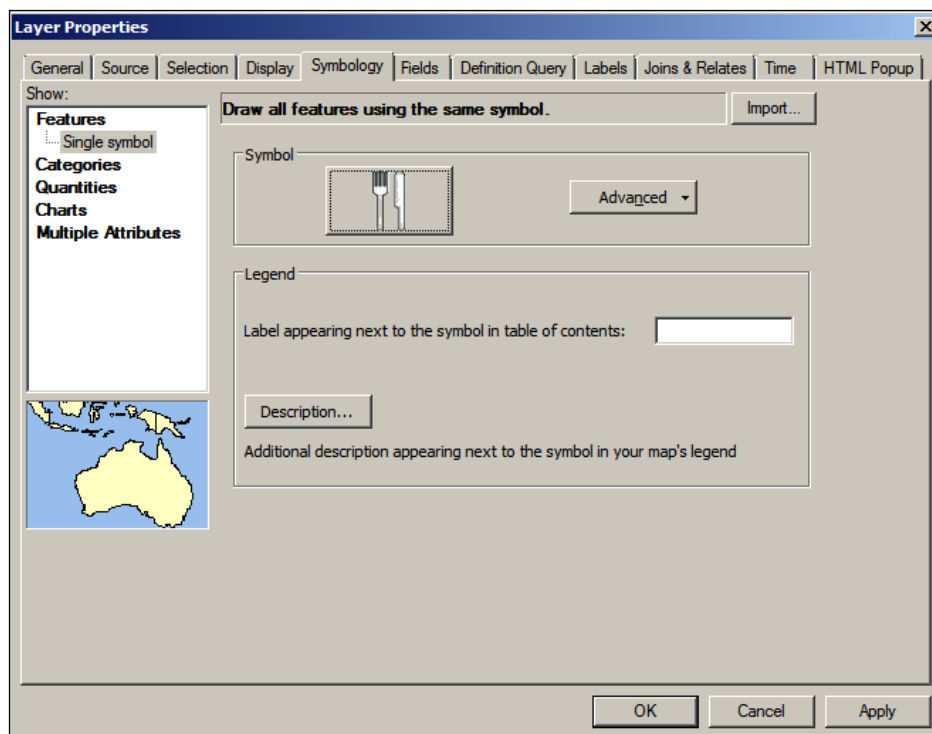 Layer Properties
General Source Selection Display Symbology Fields Definition Query Labels Joins & Relates Time HTML Popup
Show:
Features
Single symbol
Categories
Quantities
Charts
Multiple Attributes
Draw all features using the same symbol.
Import...
Symbol
Advanced
Legend
Label appearing next to the symbol in table of contents:
Description...
Additional description appearing next to the symbol in your map's legend
OK Cancel Apply